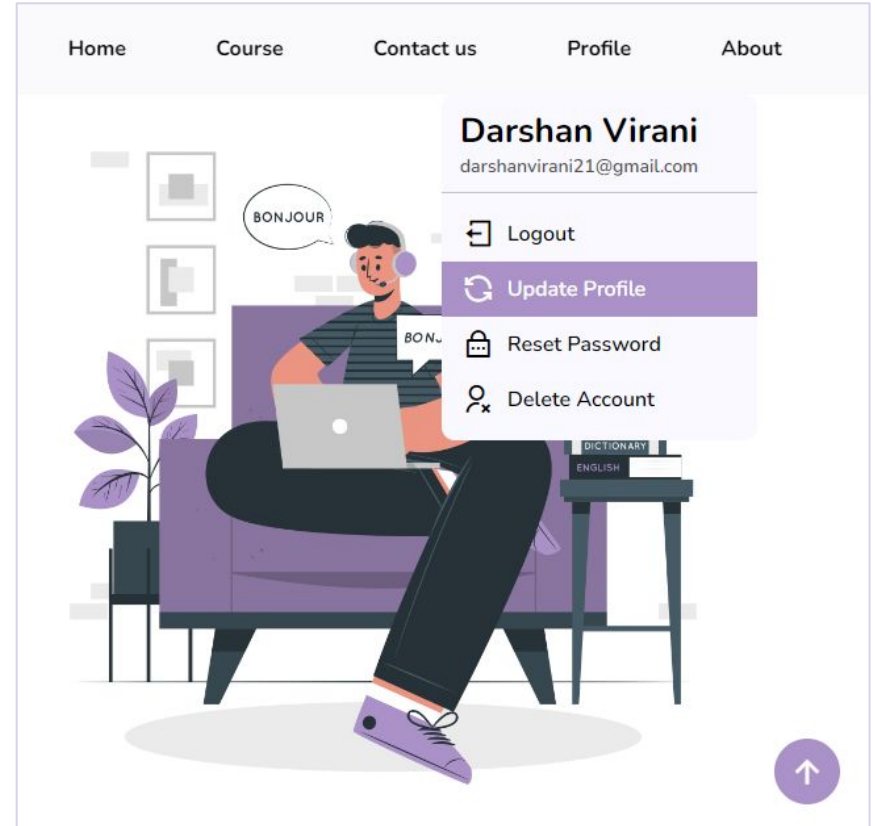 Home Course Contact us Profile About
Darshan Virani
darshanvirani21@gmail.com
BONJOUR
Logout
Update Profile
BONJ
Reset Password
Delete Account
DICTIONARY
ENGLISH